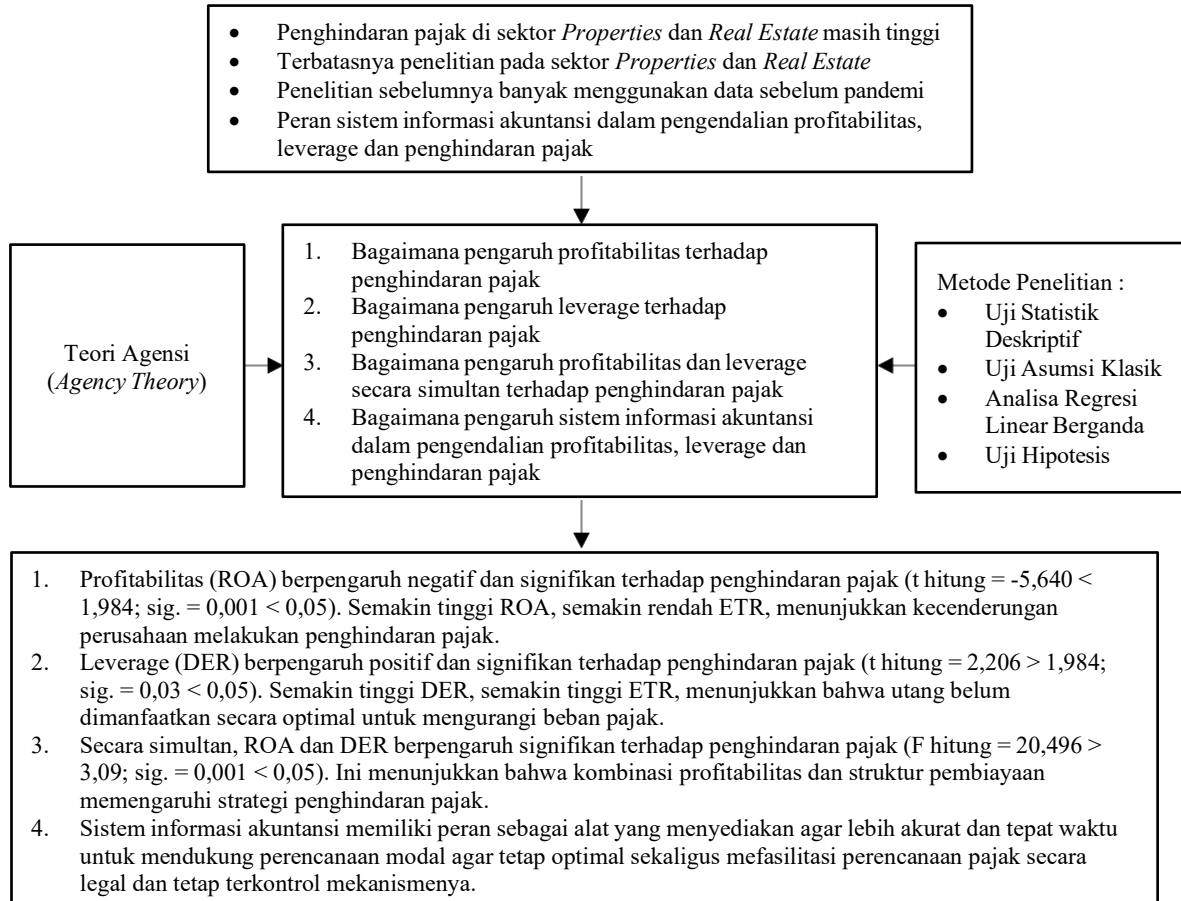 • Penghindaran pajak di sektor Properties dan Real Estate masih tinggi
• Terbatasnya penelitian pada sektor Properties dan Real Estate
• Penelitian sebelumnya banyak menggunakan data sebelum pandemi
• Peran sistem informasi akuntansi dalam pengendalian profitabilitas,
leverage dan penghindaran pajak
Teori Agensi
(Agency Theory)
1. Bagaimana pengaruh profitabilitas terhadap
penghindaran pajak
2. Bagaimana pengaruh leverage terhadap
penghindaran pajak
3. Bagaimana pengaruh profitabilitas dan leverage
secara simultan terhadap penghindaran pajak
4. Bagaimana pengaruh sistem informasi akuntansi
dalam pengendalian profitabilitas, leverage dan
penghindaran pajak
Metode Penelitian :
• Uji Statistik
Deskriptif
• Uji Asumsi Klasik
• Analisa Regresi
Linear Berganda
• Uji Hipotesis
1. Profitabilitas (ROA) berpengaruh negatif dan signifikan terhadap penghindaran pajak (t hitung = -5,640 <
1,984; sig. = 0,001 < 0,05). Semakin tinggi ROA, semakin rendah ETR, menunjukkan kecenderungan
perusahaan melakukan penghindaran pajak.
2. Leverage (DER) berpengaruh positif dan signifikan terhadap penghindaran pajak (t hitung = 2,206 > 1,984;
sig. = 0,03 < 0,05). Semakin tinggi DER, semakin tinggi ETR, menunjukkan bahwa utang belum
dimanfaatkan secara optimal untuk mengurangi beban pajak.
3. Secara simultan, ROA dan DER berpengaruh signifikan terhadap penghindaran pajak (F hitung = 20,496 >
3,09; sig. = 0,001 < 0,05). Ini menunjukkan bahwa kombinasi profitabilitas dan struktur pembiayaan
memengaruhi strategi penghindaran pajak.
4. Sistem informasi akuntansi memiliki peran sebagai alat yang menyediakan agar lebih akurat dan tepat waktu
untuk mendukung perencanaan modal agar tetap optimal sekaligus mefasilitasi perencanaan pajak secara
legal dan tetap terkontrol mekanismenya.